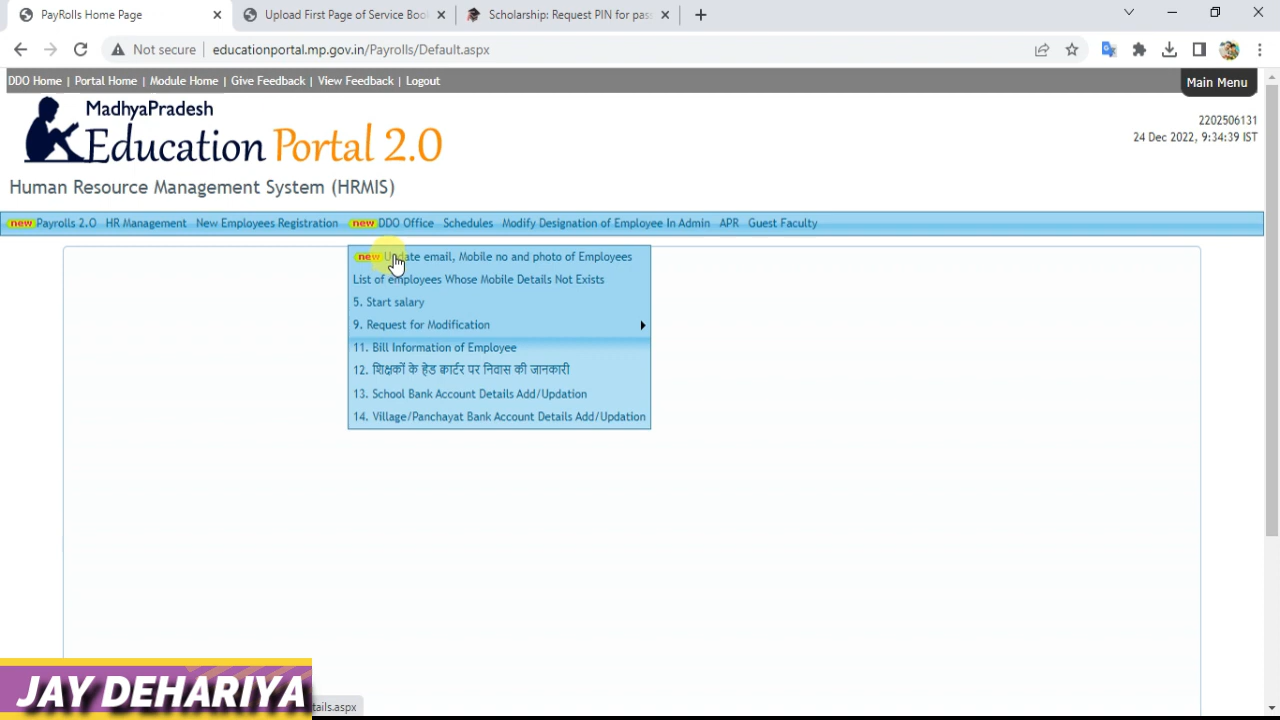 PayRolls Home Page
Upload First Page of Service Boo
Scholarship: Request PIN for pas
Not secure
educationportal.mp.gov.in/Payrolls/Default.aspx
DDO Home | Portal Home | Module Home | Give Feedback | View Feedback | Logout
Main Menu
MadhyaPradesh
Education Portal 2.0
2202506131
24 Dec 2022, 9:34:39 IST
Human Resource Management System (HRMIS)
new Payrolls 2.0 HR Management New Employees Registration new DDO Office Schedules Modify Designation of Employee In Admin APR Guest Faculty
new Update email, Mobile no and photo of Employees
List of employees Whose Mobile Details Not Exists
5. Start salary
9. Request for Modification
11. Bill Information of Employee
12. शिक्षकों के हेड क्वार्टर पर निवास की जानकारी
13. School Bank Account Details Add/Updation
14. Village/Panchayat Bank Account Details Add/Updation
JAY DEHARIYA
tails.aspx